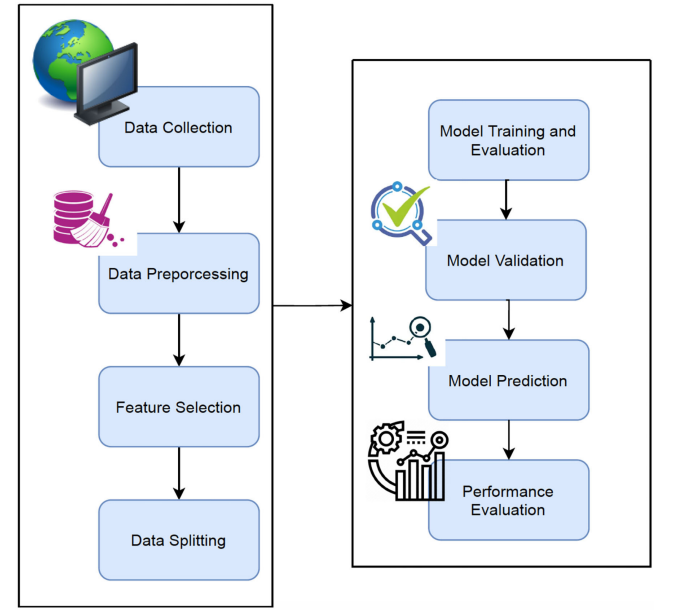 Data Collection
Data Preporcessing
Feature Selection
Data Splitting
Model Training and
Evaluation
Model Validation
Model Prediction
Performance
Evaluation